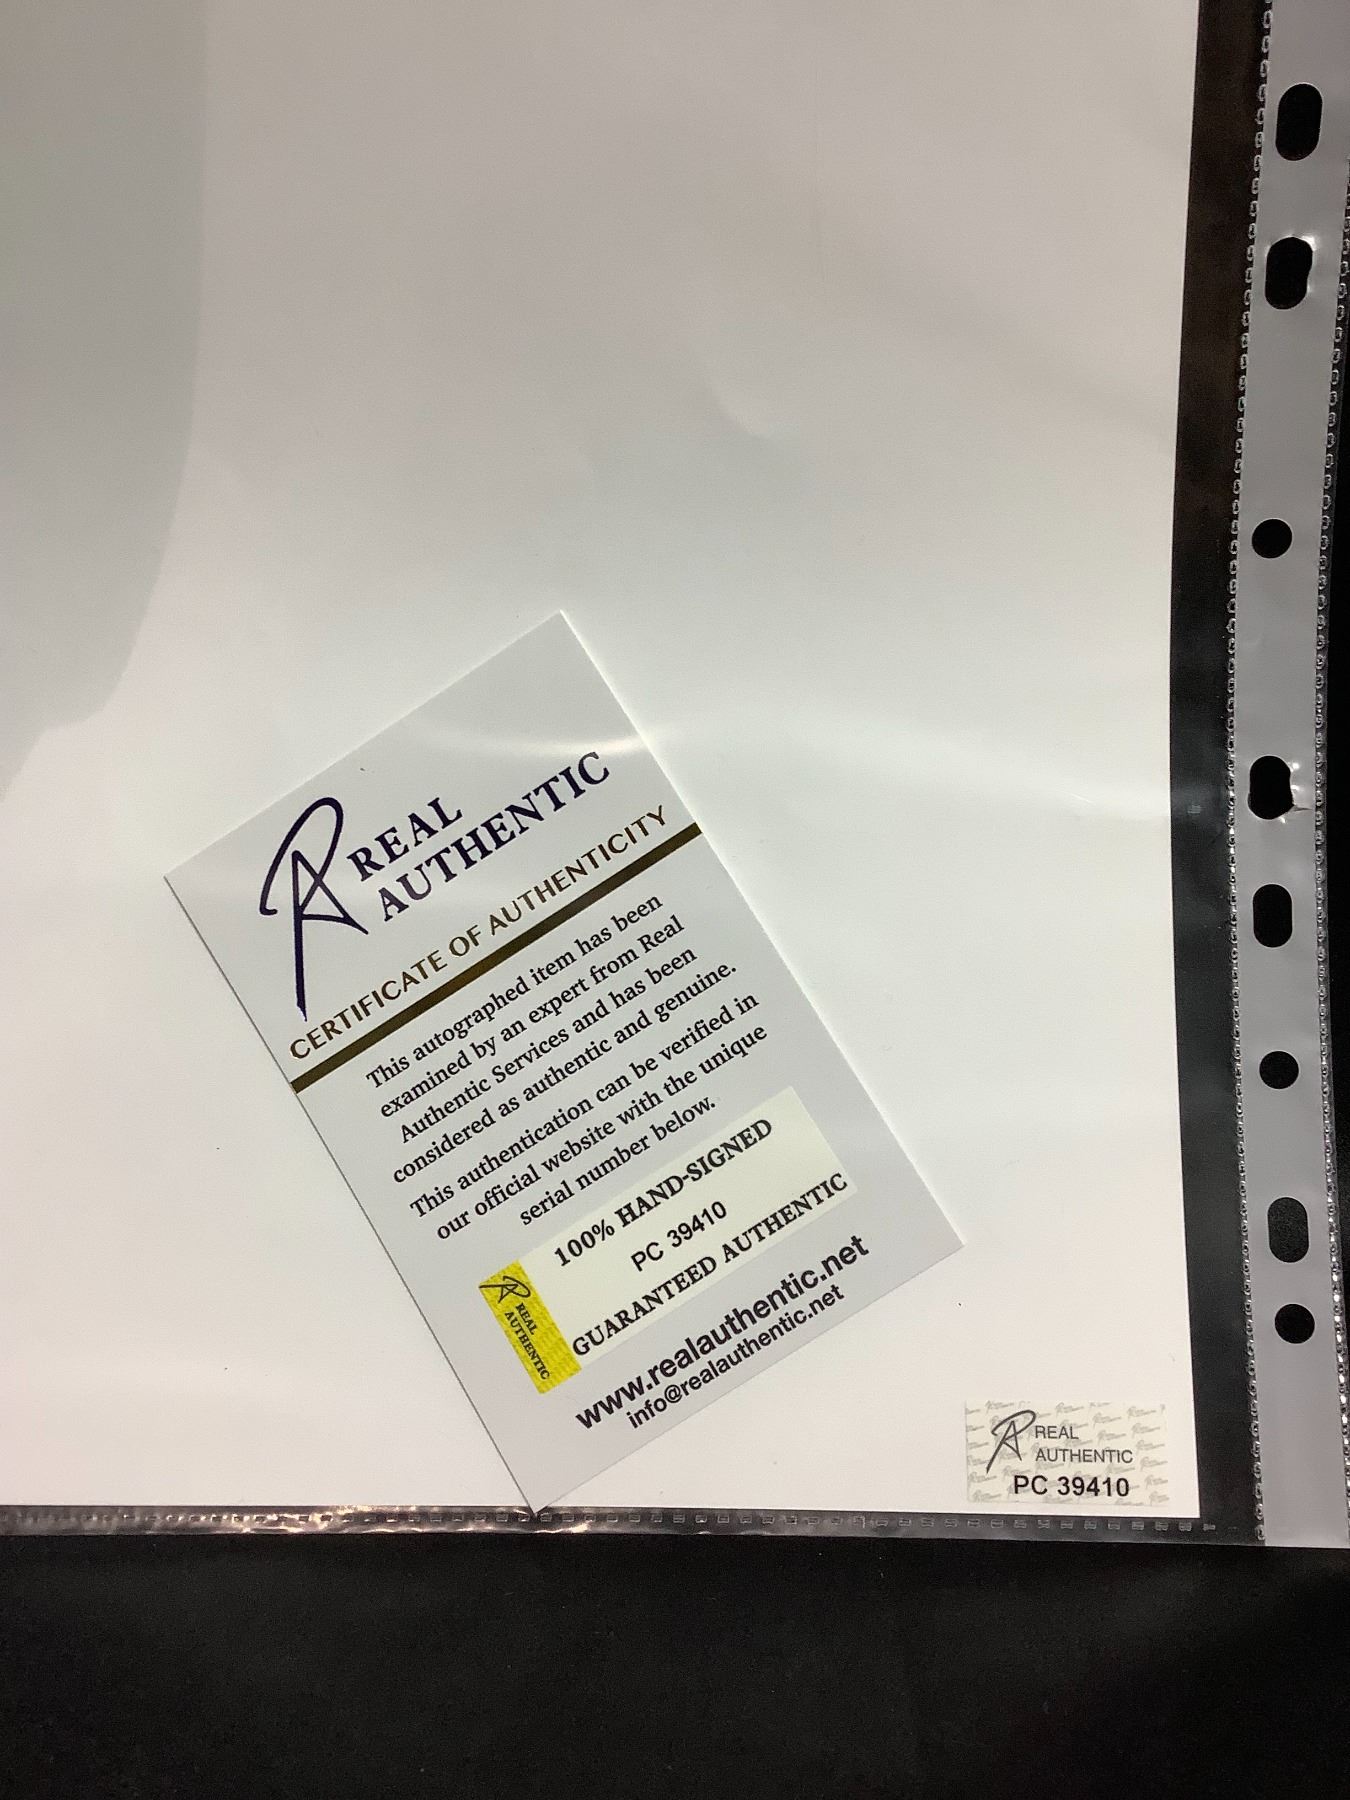 REAL
AUTHENTIC
CERTIFICATE OF AUTHENTICITY
This autographed item has been
examined by an expert from Real
Authentic Services and has been
considered as authentic and genuine.
This authentication can be verified in
our official website with the unique
serial number below.
REAL
AUTHENTIC
100% HAND-SIGNED
PC 39410
GUARANTEED AUTHENTIC
www.realauthentic.net
info@realauthentic.net
REAL
AUTHENTIC
PC 39410